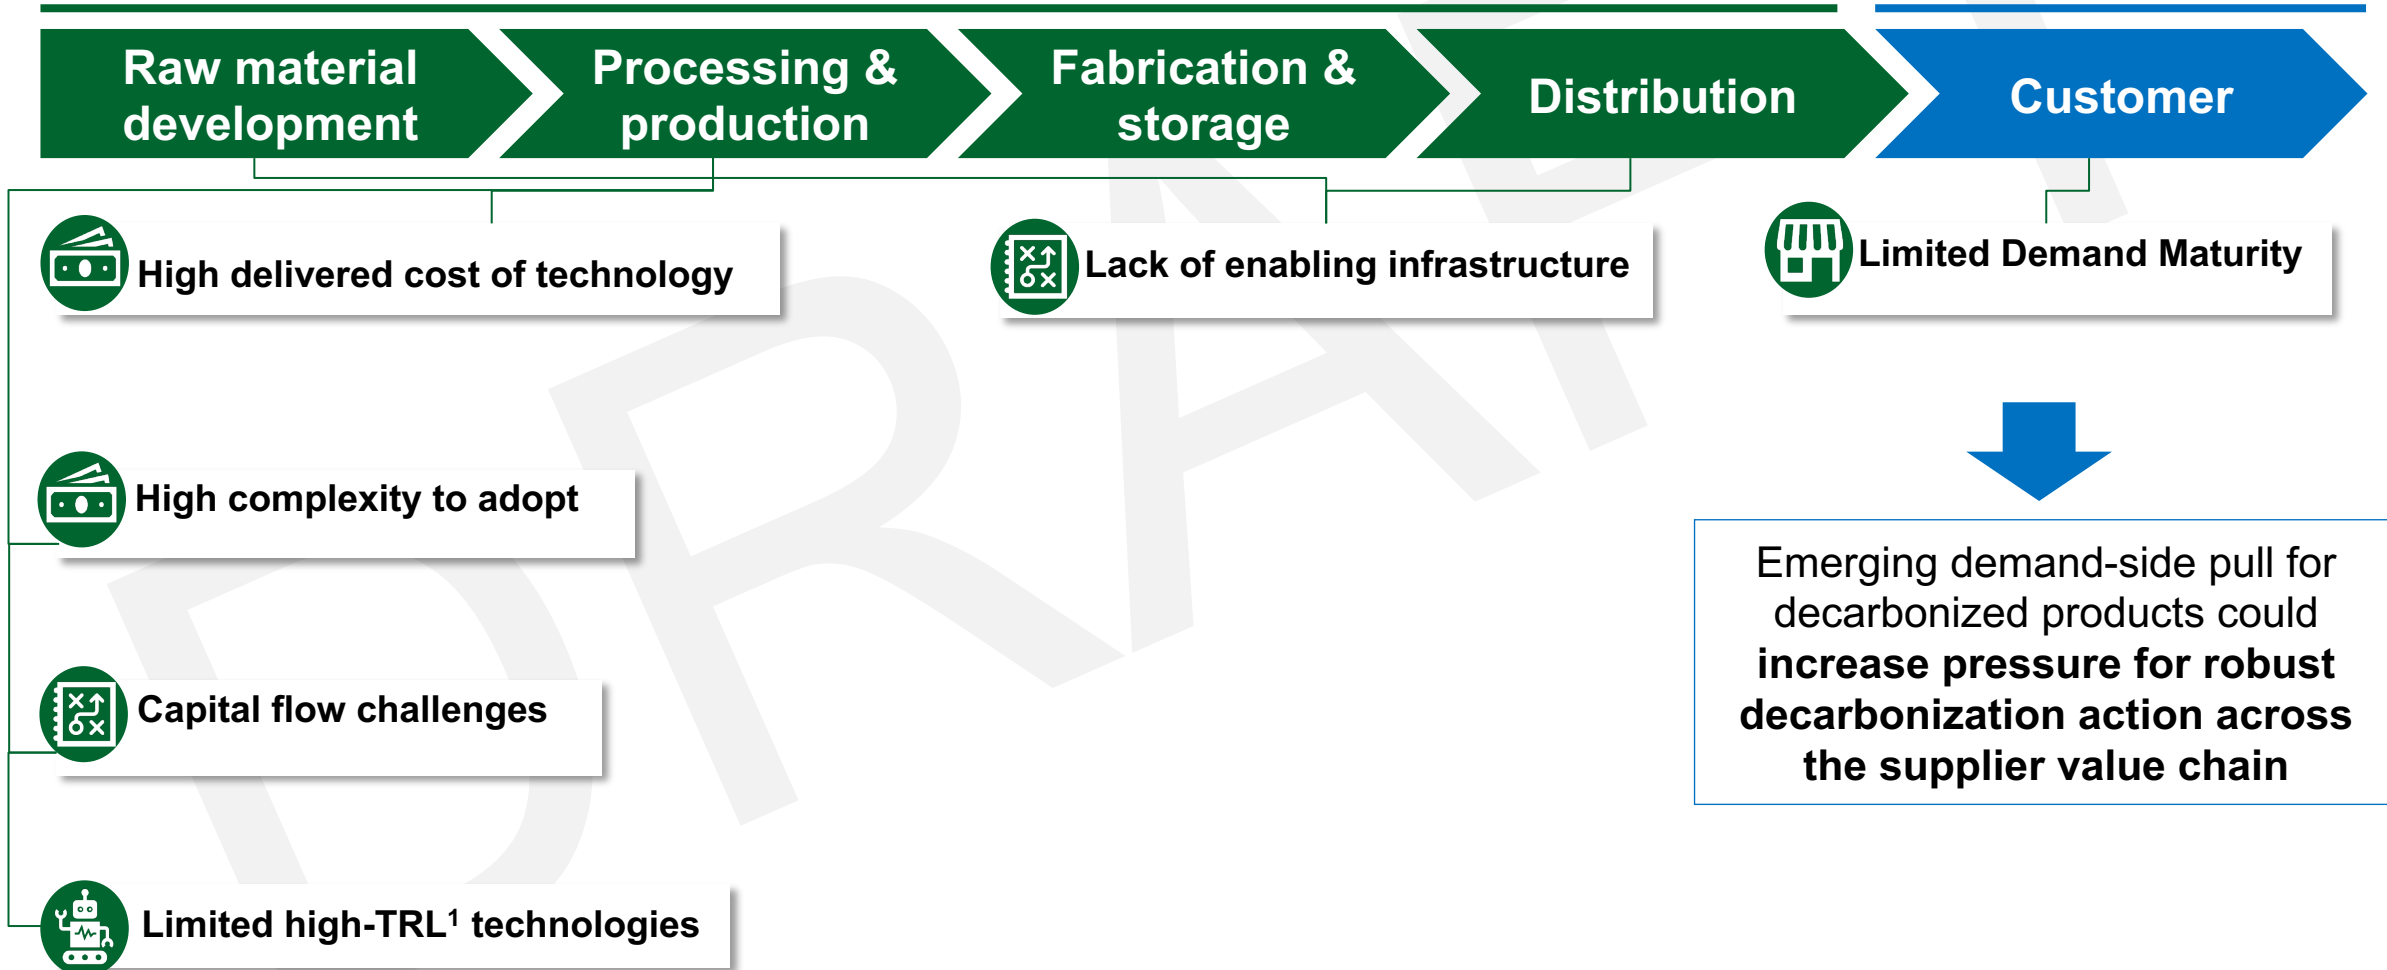 Raw material
development
Processing &
production
Fabrication &
storage
Distribution
Customer
High delivered cost of technology
Lack of enabling infrastructure
Limited Demand Maturity
High complexity to adopt
Capital flow challenges
Limited high-TRL¹ technologies
Emerging demand-side pull for
decarbonized products could
increase pressure for robust
decarbonization action across
the supplier value chain
DRAFT